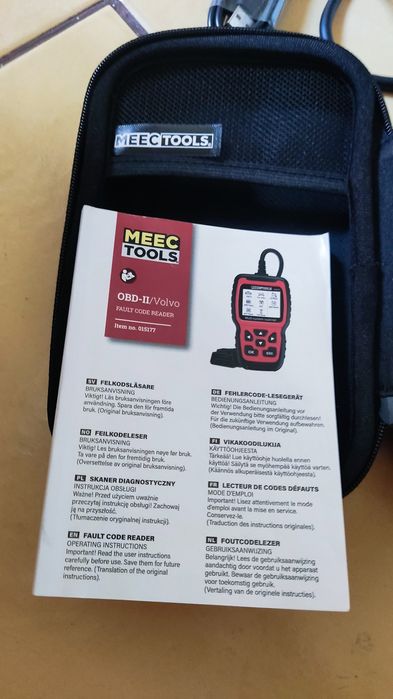 MEEC TOOLS®
MEEC
TOOLS®
OBD-II/Volvo
FAULT CODE READER
Item no. 015177
SV FELKODSLÄSARE
BRUKSANVISNING
Viktigt! Läs bruksanvisningen före
användning. Spara den för framtida
bruk. (Original bruksanvisning).
NO FEILKODELESER
BRUKSANVISNING
Viktig! Les bruksanvisningen nøye før bruk.
Ta vare på den for fremtidig bruk.
(Oversettelse av original bruksanvisning).
PL SKANER DIAGNOSTYCZNY
INSTRUKCJA OBSŁUGI
Ważne! Przed użyciem uważnie
przeczytaj instrukcję obsługi! Zachowaj
ją na przyszłość.
(Tłumaczenie oryginalnej instrukcji).
EN FAULT CODE READER
OPERATING INSTRUCTIONS
Important! Read the user instructions
carefully before use. Save them for future
reference. (Translation of the original
instructions).
DE FEHLERCODE-LESEGERÄT
BEDIENUNGSANLEITUNG
Wichtig! Die Bedienungsanleitung vor
der Verwendung bitte sorgfältig durchlesen!
Für die zukünftige Verwendung aufbewahren.
(Bedienungsanleitung im Original).
FI VIKAKOODILUKIJA
KÄYTTÖOHJEESTA
Tärkeää! Lue käyttöohje huolella ennen
käyttöä! Säilytä se myöhempää käyttöä varten.
(Käännös alkuperäisestä käyttöohjeesta).
FR LECTEUR DE CODES DÉFAUTS
MODE D'EMPLOI
Important! Lisez attentivement le mode
d'emploi avant la mise en service.
Conservez-le.
(Traduction des instructions originales).
NL FOUTCODELEZER
GEBRUIKSAANWIJZING
Belangrijk! Lees de gebruiksaanwijzing
aandachtig door voordat u het apparaat
gebruikt. Bewaar de gebruiksaanwijzing
voor toekomstig gebruik.
(Vertaling van de originele instructies).